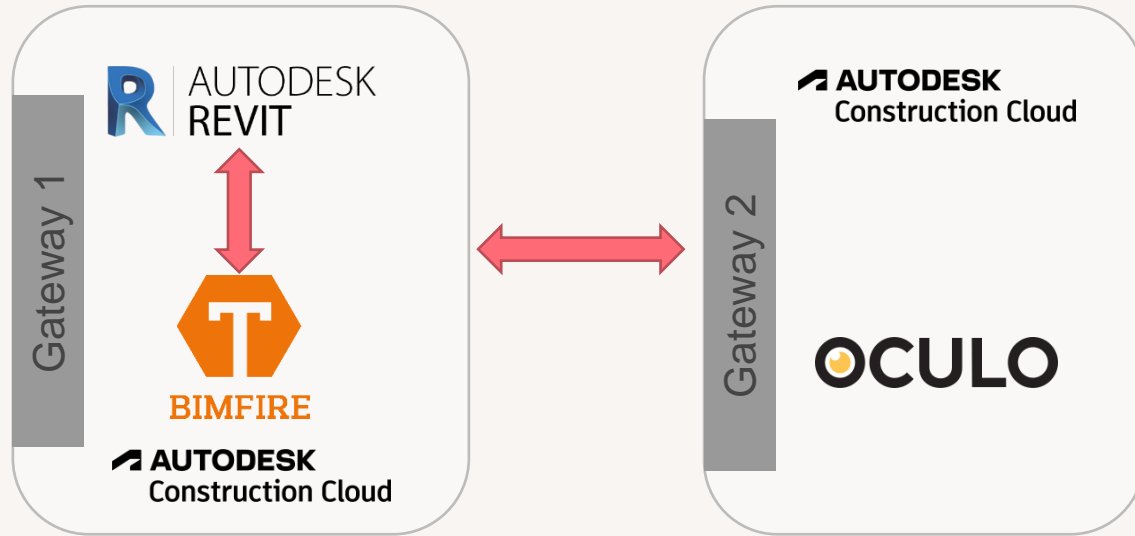 Gateway 1
AUTODESK
REVIT
T
BIMFIRE
AUTODESK
Construction Cloud
Gateway 2
AUTODESK
Construction Cloud
OCULO